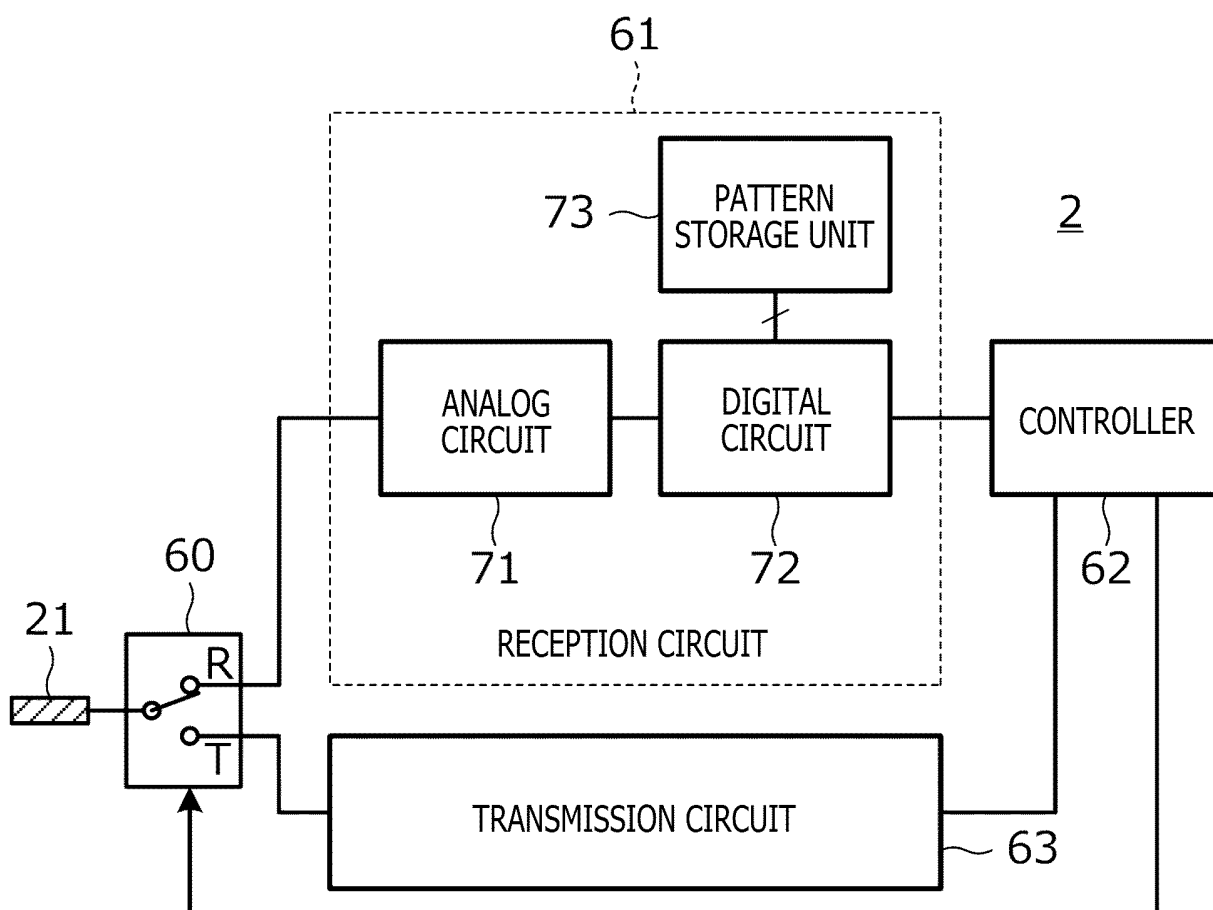 61
PATTERN
STORAGE UNIT
73
2
ANALOG
CIRCUIT
DIGITAL
CIRCUIT
CONTROLLER
71
72
62
60
21
R
RECEPTION CIRCUIT
T
TRANSMISSION CIRCUIT
63